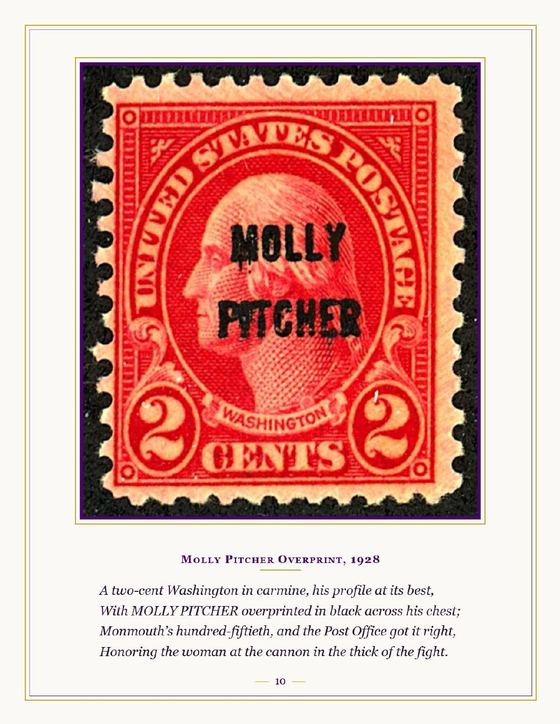 UNITED STATES POSTAGE
MOLLY
PITCHER
WASHINGTON
2 2
CENTS
Molly Pitcher Overprint, 1928
A two-cent Washington in carmine, his profile at its best,
With MOLLY PITCHER overprinted in black across his chest;
Monmouth's hundred-fiftieth, and the Post Office got it right,
Honoring the woman at the cannon in the thick of the fight.
10